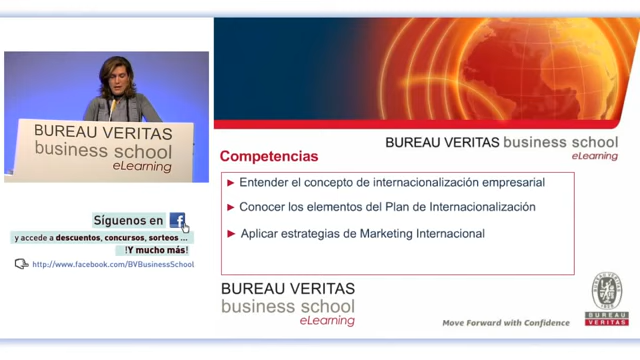 BUREAU VERITAS
business school
eLearning
Síguenos en
y accede a descuentos, concursos, sorteos ...
!Y mucho más!
http://www.facebook.com/BVBusinessSchool
BUREAU VERITAS business school
eLearning
Competencias
Entender el concepto de internacionalización empresarial
Conocer los elementos del Plan de Internacionalización
Aplicar estrategias de Marketing Internacional
BUREAU VERITAS
business school
eLearning
Move Forward with Confidence
BUREAU
VERITAS